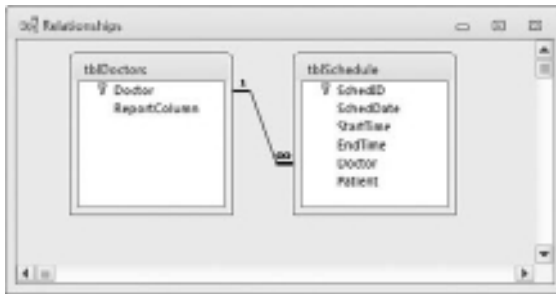 Relationships
tblDoctors
Doctor
ReportColumn
1
∞
tblSchedule
SchedID
SchedDate
StartTime
EndTime
Doctor
Patient